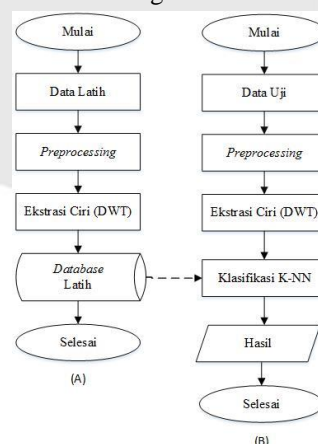 Mulai
Data Latih
Preprocessing
Ekstrasi Ciri (DWT)
Database
Latih
Selesai
(A)
Mulai
Data Uji
Preprocessing
Ekstrasi Ciri (DWT)
Klasifikasi K-NN
Hasil
Selesai
(B)